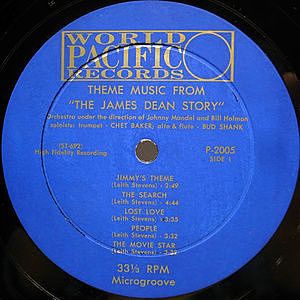 WORLD
PACIFIC
RECORDS
THEME MUSIC FROM
"THE JAMES DEAN STORY"
Orchestra under the direction of Johnny Mandel and Bill Holman
soloists: trumpet - CHET BAKER, alto & flute - BUD SHANK
(ST-692) P-2005
High Fidelity Recording SIDE 1
JIMMY'S THEME
(Leith Stevens) - 2:49
THE SEARCH
(Leith Stevens) - 4:44
LOST LOVE
(Leith Stevens) - 3:35
PEOPLE
(Leith Stevens) - 3:32
THE MOVIE STAR
(Leith Stevens)
33⅓ RPM
Microgroove